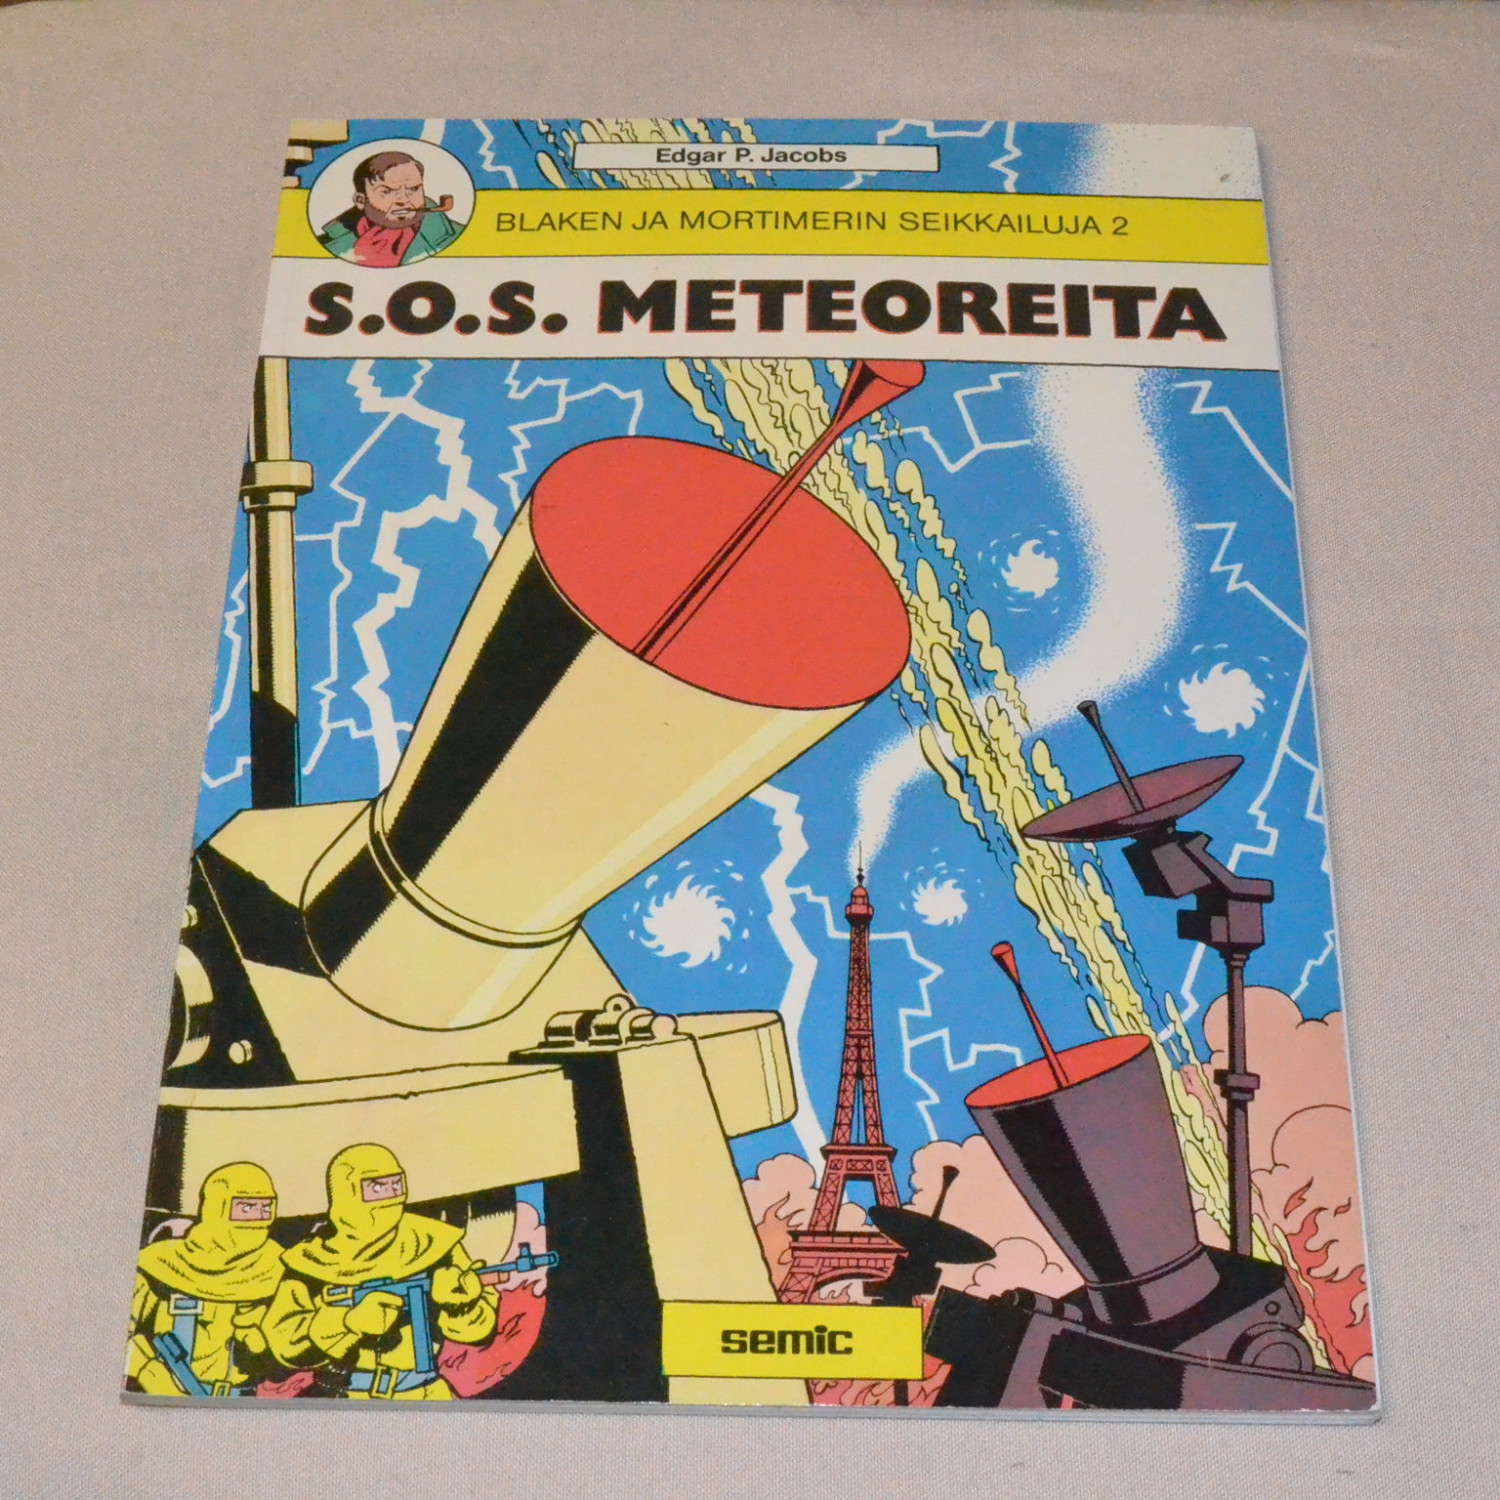 Edgar P. Jacobs
BLAKEN JA MORTIMERIN SEIKKAILUJA 2
S.O.S. METEOREITA
semic